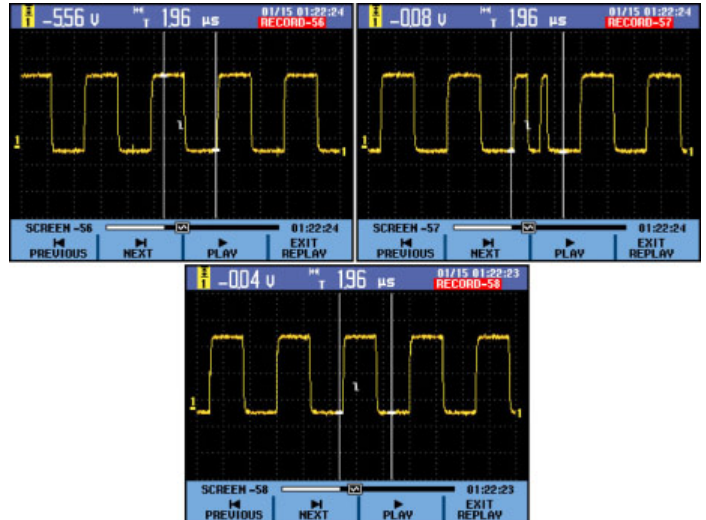 1 -5.56 V T 1.96 µs 01/15 01:22:24
RECORD-56
1 1
SCREEN -56 01:22:24
PREVIOUS NEXT PLAY EXIT REPLAY
1 -0.08 V T 1.96 µs 01/15 01:22:24
RECORD-57
1 1
SCREEN -57 01:22:24
PREVIOUS NEXT PLAY EXIT REPLAY
1 -0.04 V T 1.96 µs 01/15 01:22:23
RECORD-58
1 1
SCREEN -58 01:22:23
PREVIOUS NEXT PLAY EXIT REPLAY